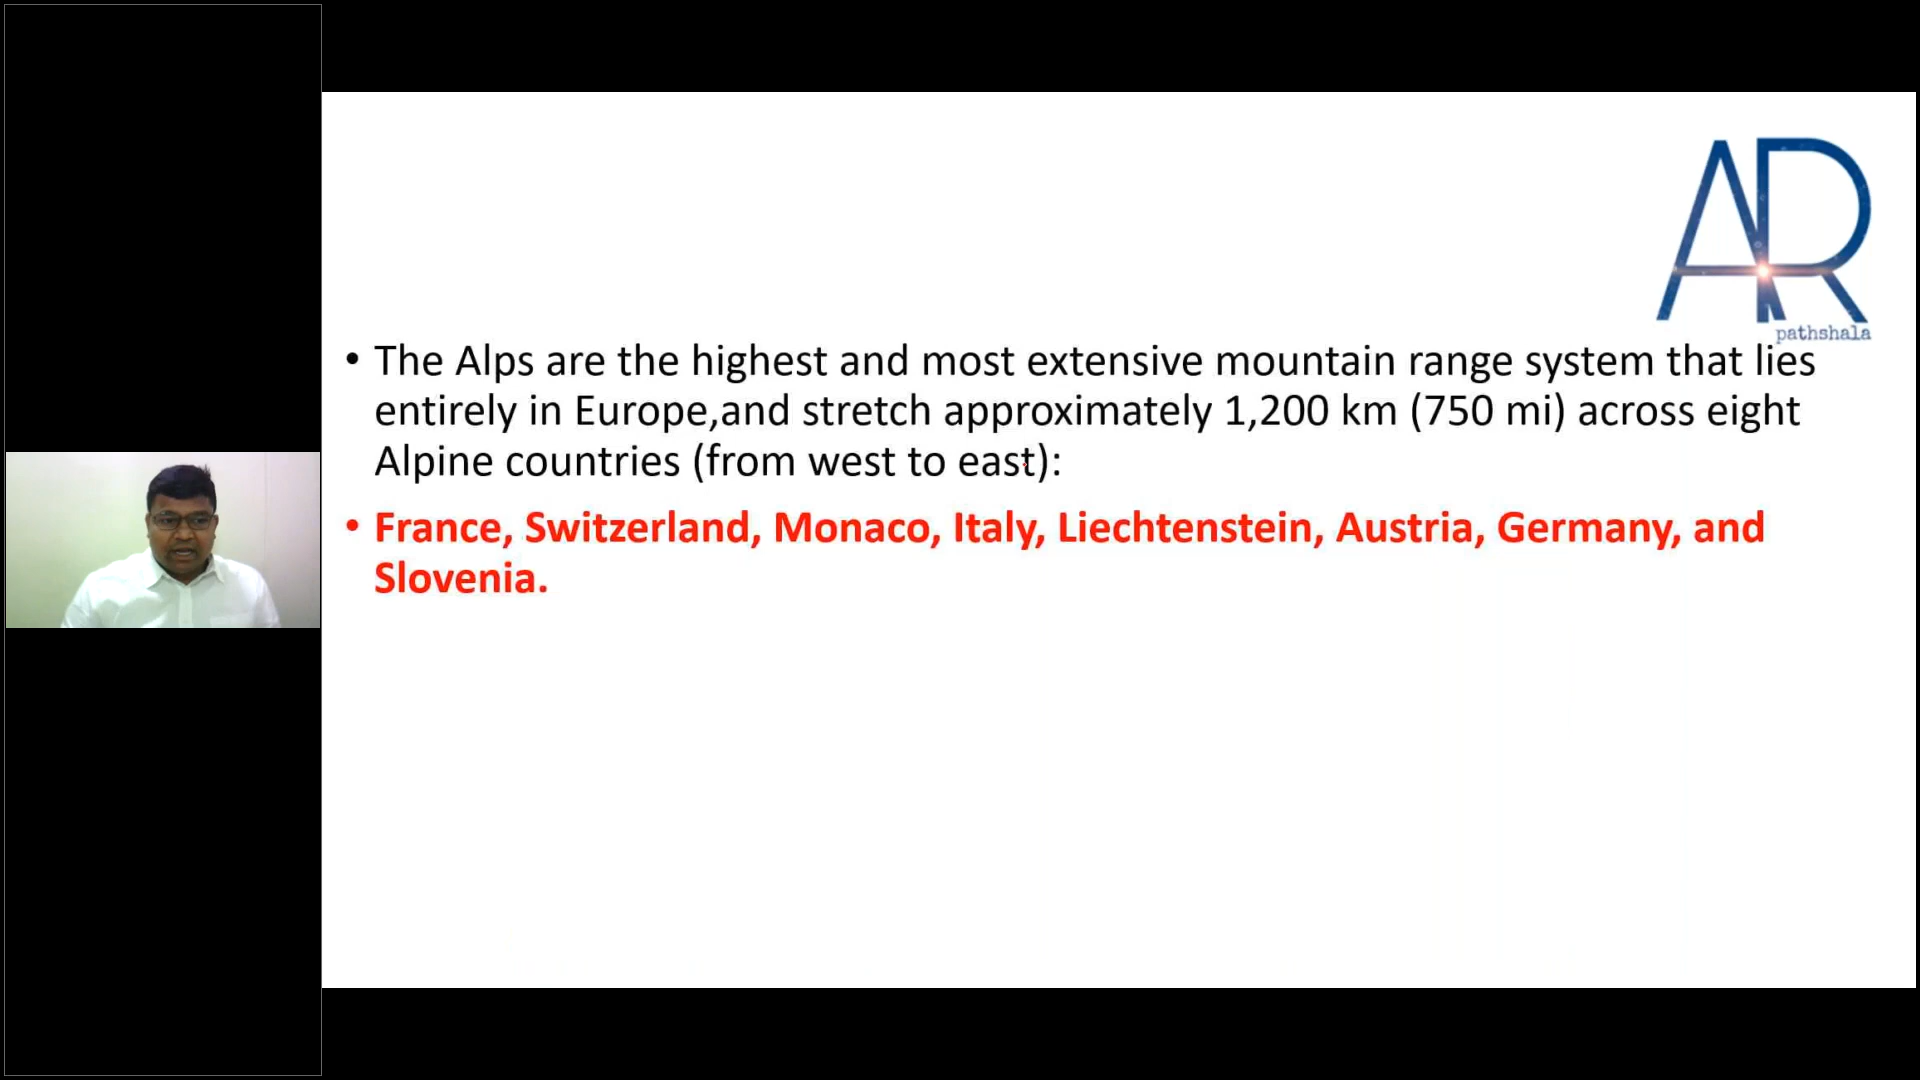 AR
pathshala
• The Alps are the highest and most extensive mountain range system that lies
entirely in Europe,and stretch approximately 1,200 km (750 mi) across eight
Alpine countries (from west to east):
• France, Switzerland, Monaco, Italy, Liechtenstein, Austria, Germany, and
Slovenia.